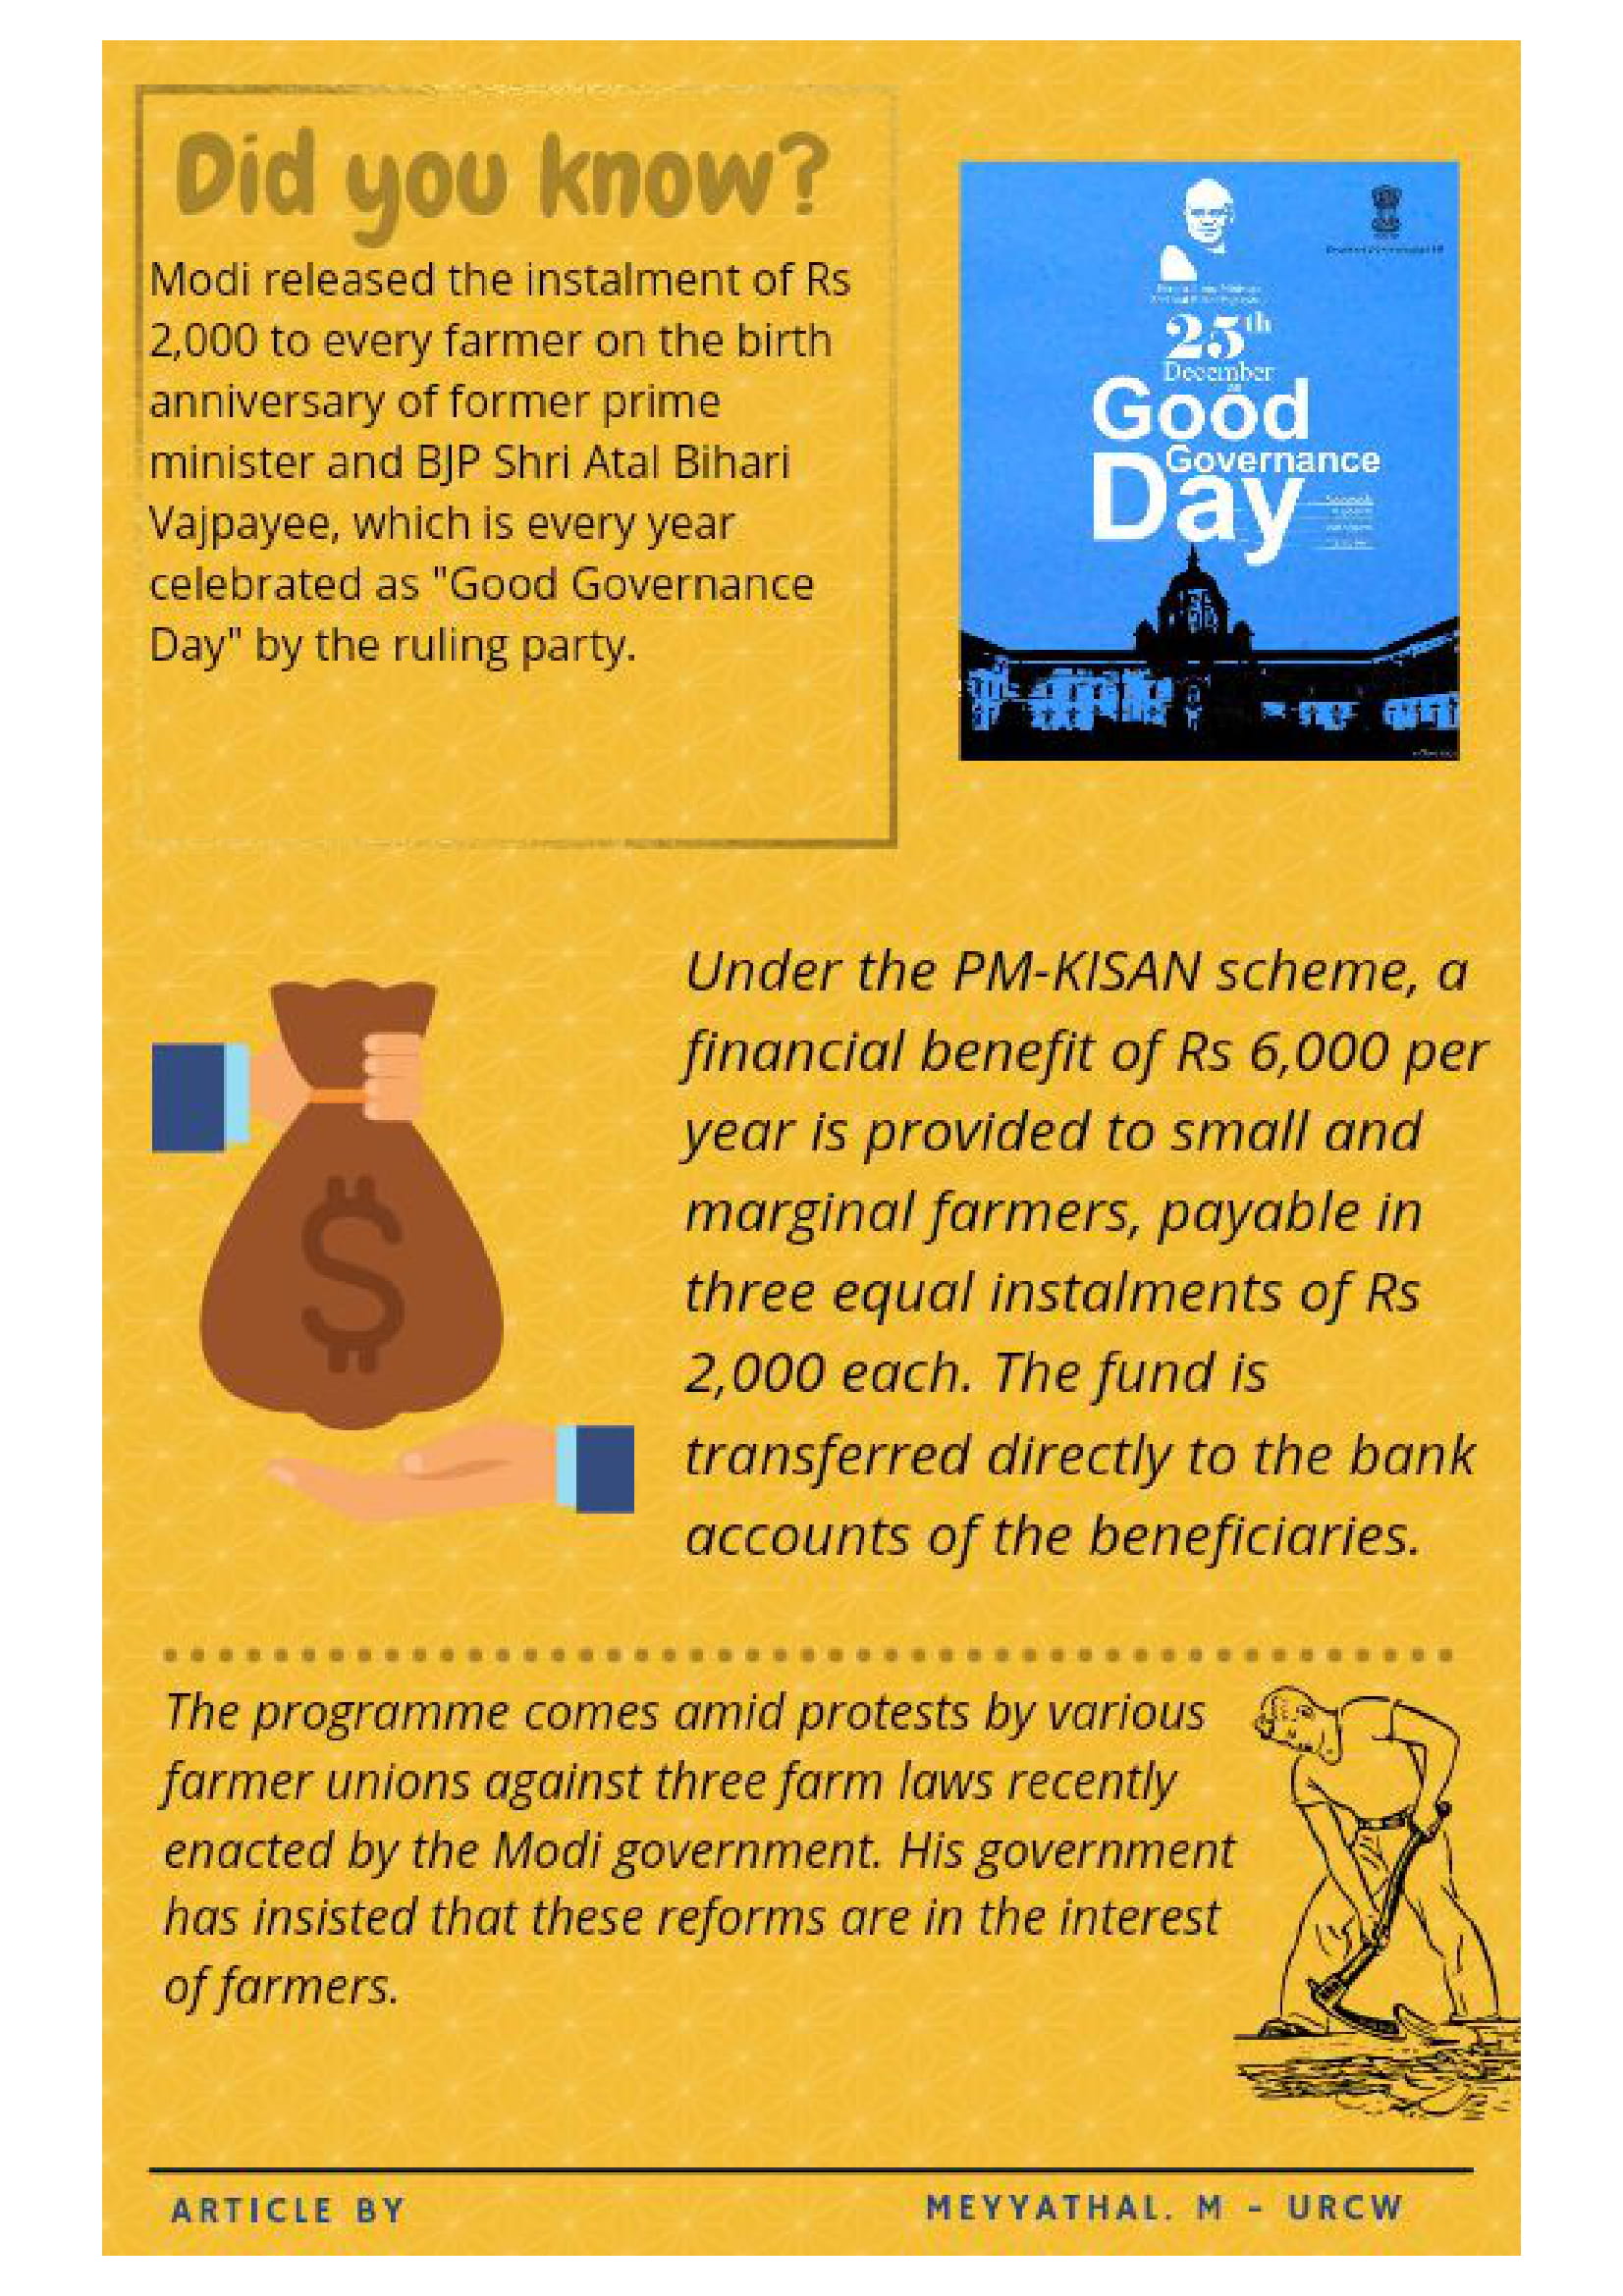 Did you know?
Modi released the instalment of Rs
2,000 to every farmer on the birth
anniversary of former prime
minister and BJP Shri Atal Bihari
Vajpayee, which is every year
celebrated as "Good Governance
Day" by the ruling party.
25th
December
as
Good
Governance
Day
Under the PM-KISAN scheme, a
financial benefit of Rs 6,000 per
year is provided to small and
marginal farmers, payable in
three equal instalments of Rs
2,000 each. The fund is
transferred directly to the bank
accounts of the beneficiaries.
$
The programme comes amid protests by various
farmer unions against three farm laws recently
enacted by the Modi government. His government
has insisted that these reforms are in the interest
of farmers.
ARTICLE BY
MEYYATHAL. M - URCW